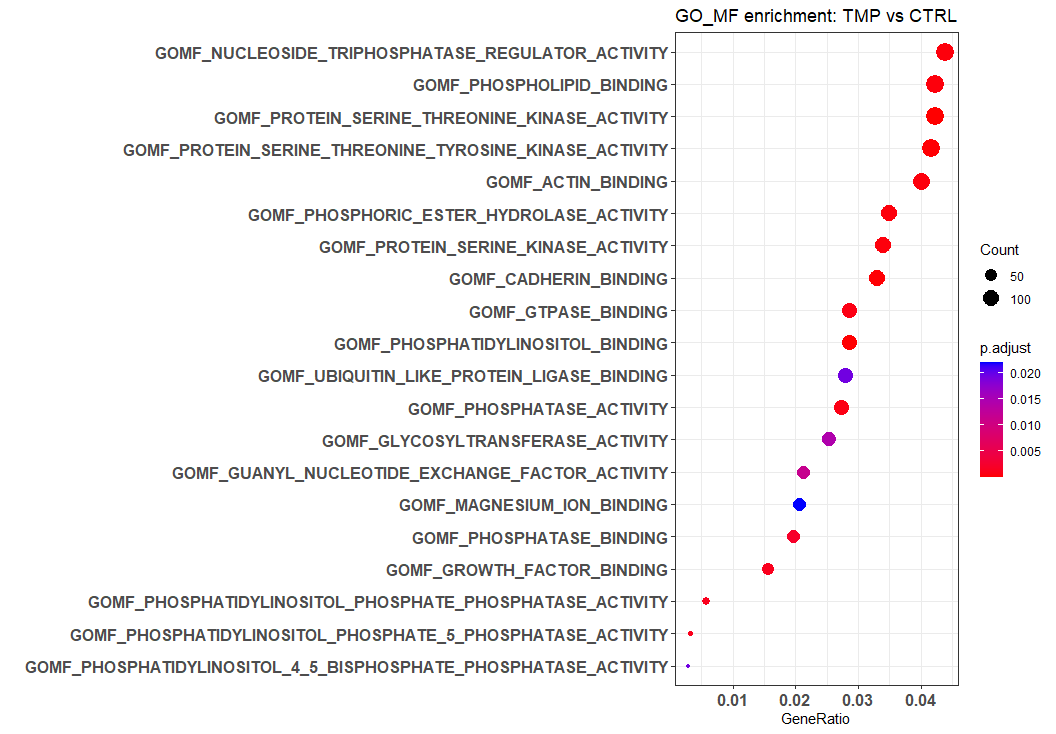 GO_MF enrichment: TMP vs CTRL
GOMF_NUCLEOSIDE_TRIPHOSPHATASE_REGULATOR_ACTIVITY
GOMF_PHOSPHOLIPID_BINDING
GOMF_PROTEIN_SERINE_THREONINE_KINASE_ACTIVITY
GOMF_PROTEIN_SERINE_THREONINE_TYROSINE_KINASE_ACTIVITY
GOMF_ACTIN_BINDING
GOMF_PHOSPHORIC_ESTER_HYDROLASE_ACTIVITY
GOMF_PROTEIN_SERINE_KINASE_ACTIVITY
GOMF_CADHERIN_BINDING
GOMF_GTPASE_BINDING
GOMF_PHOSPHATIDYLINOSITOL_BINDING
GOMF_UBIQUITIN_LIKE_PROTEIN_LIGASE_BINDING
GOMF_PHOSPHATASE_ACTIVITY
GOMF_GLYCOSYLTRANSFERASE_ACTIVITY
GOMF_GUANYL_NUCLEOTIDE_EXCHANGE_FACTOR_ACTIVITY
GOMF_MAGNESIUM_ION_BINDING
GOMF_PHOSPHATASE_BINDING
GOMF_GROWTH_FACTOR_BINDING
GOMF_PHOSPHATIDYLINOSITOL_PHOSPHATE_PHOSPHATASE_ACTIVITY
GOMF_PHOSPHATIDYLINOSITOL_PHOSPHATE_5_PHOSPHATASE_ACTIVITY
GOMF_PHOSPHATIDYLINOSITOL_4_5_BISPHOSPHATE_PHOSPHATASE_ACTIVITY
0.01 0.02 0.03 0.04
GeneRatio
Count
50
100
p.adjust
0.020
0.015
0.010
0.005